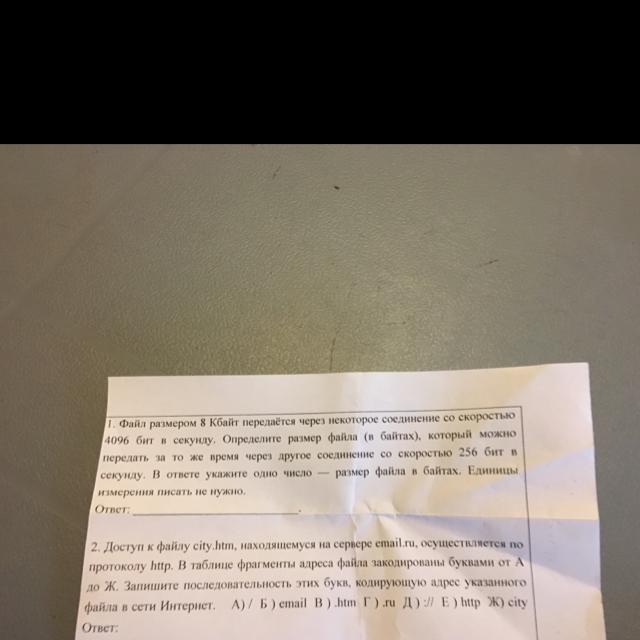 1. Файл размером 8 Кбайт передаётся через некоторое соединение со скоростью
4096 бит в секунду. Определите размер файла (в байтах), который можно
передать за то же время через другое соединение со скоростью 256 бит в
секунду. В ответе укажите одно число — размер файла в байтах. Единицы
измерения писать не нужно.
Ответ: ____________________________.
2. Доступ к файлу city.htm, находящемуся на сервере email.ru, осуществляется по
протоколу http. В таблице фрагменты адреса файла закодированы буквами от А
до Ж. Запишите последовательность этих букв, кодирующую адрес указанного
файла в сети Интернет. А) / Б ) email В ) .htm Г ) .ru Д ) :// Е ) http Ж) city
Ответ: